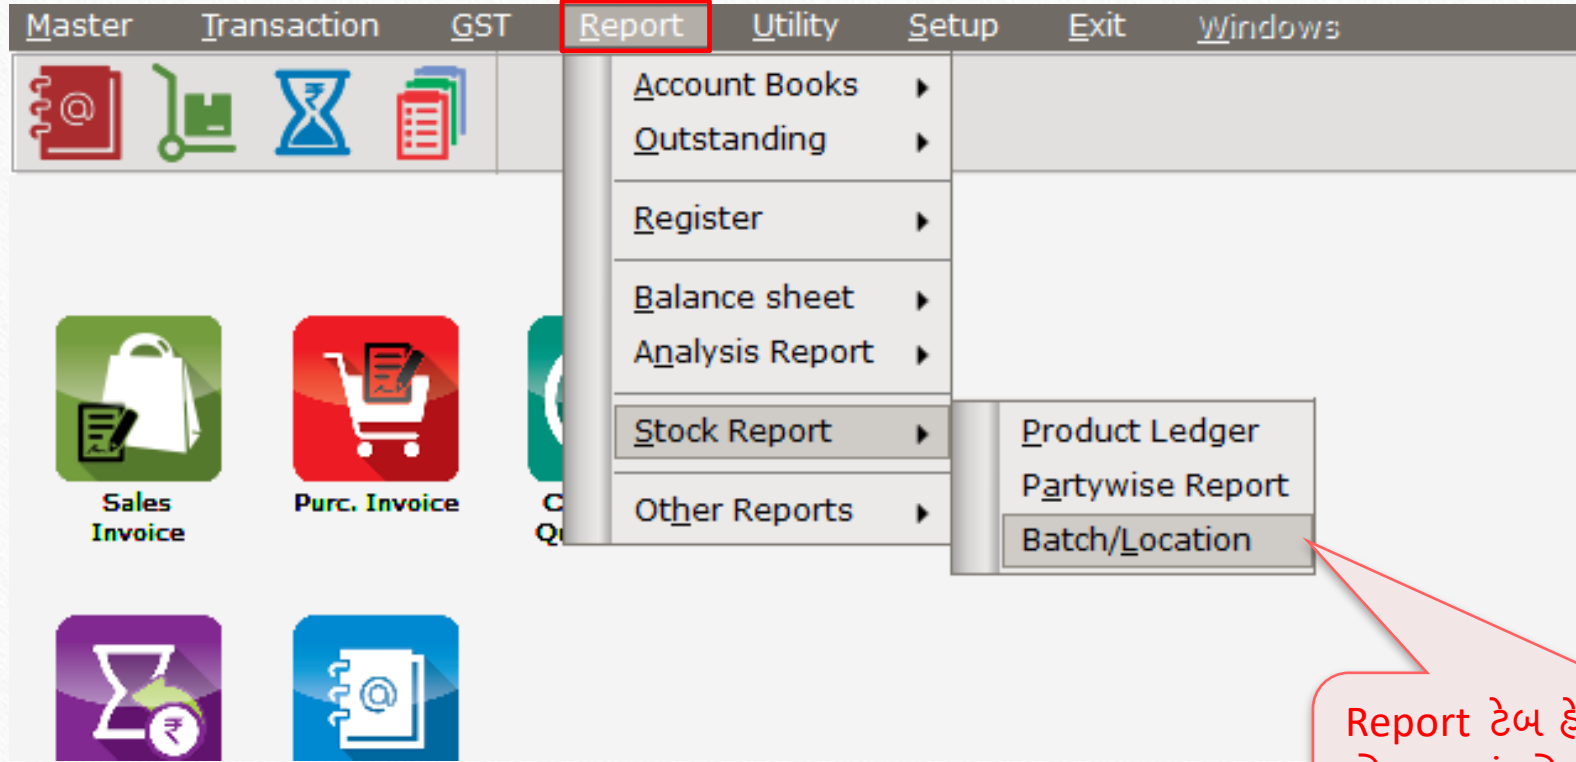 Master Transaction GST Report Utility Setup Exit Windows
Account Books
Outstanding
Register
Balance sheet
Analysis Report
Stock Report
Other Reports
Product Ledger
Partywise Report
Batch/Location
Sales
Invoice
Purc. Invoice
Report ટેબ